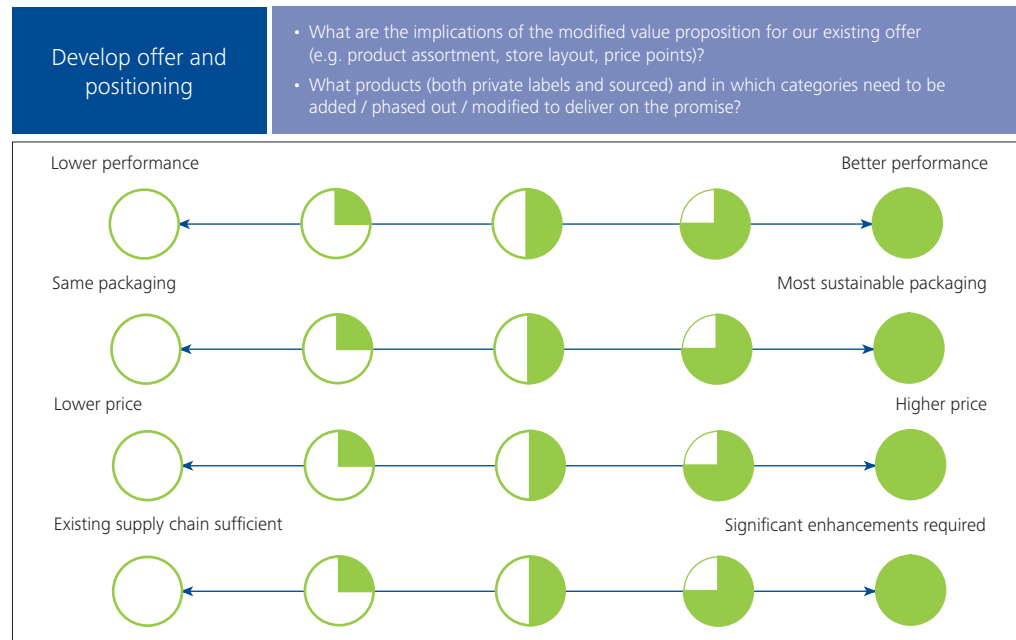 Develop offer and
positioning
• What are the implications of the modified value proposition for our existing offer
(e.g. product assortment, store layout, price points)?
• What products (both private labels and sourced) and in which categories need to be
added / phased out / modified to deliver on the promise?
Lower performance
Better performance
Same packaging
Most sustainable packaging
Lower price
Higher price
Existing supply chain sufficient
Significant enhancements required